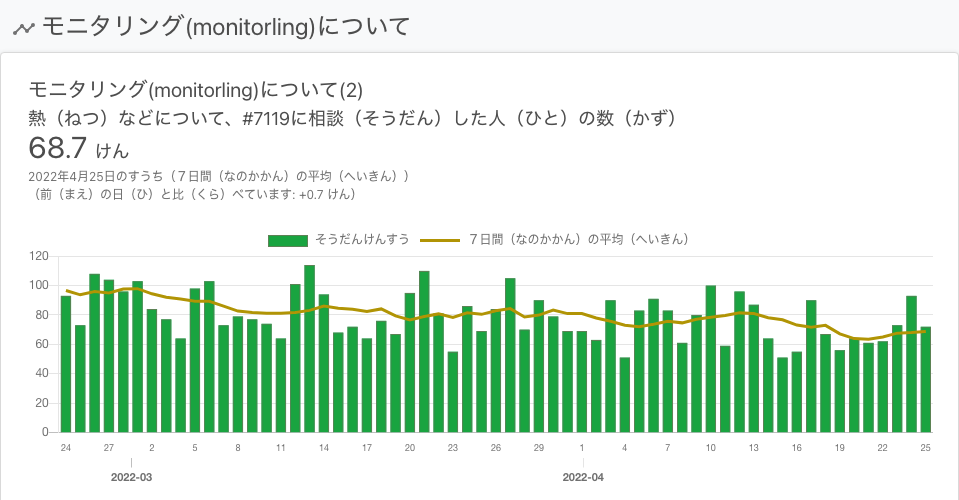 モニタリング(monitorling)について
モニタリング(monitorling)について(2)
熱（ねつ）などについて、#7119に相談（そうだん）した人（ひと）の数（かず）
68.7 けん
2022年4月25日のすうち（７日間（なのかかん）の平均（へいきん））
（前（まえ）の日（ひ）と比（くら）べています: +0.7 けん）
そうだんけんすう ７日間（なのかかん）の平均（へいきん）
120
100
80
60
40
20
0
24 27 2 5 8 11 14 17 20 23 26 29 1 4 7 10 13 16 19 22 25
2022-03 2022-04